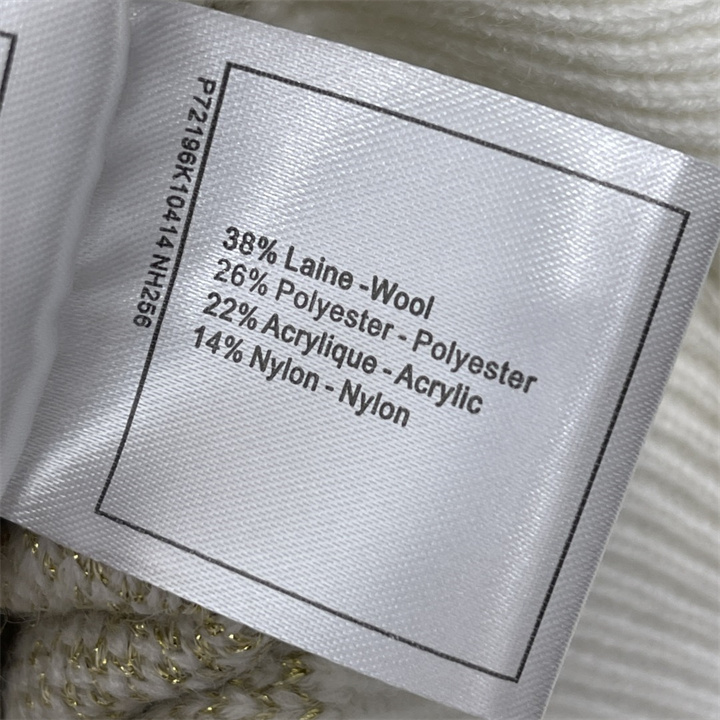 P72196K10414 NH256
38% Laine -Wool
26% Polyester - Polyester
22% Acrylique - Acrylic
14% Nylon - Nylon